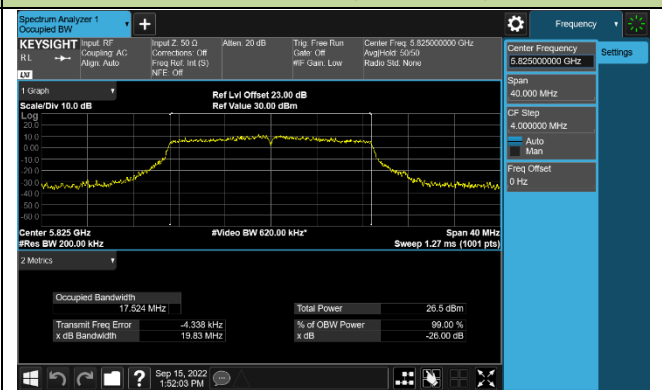 Spectrum Analyzer 1
Occupied BW
+
Frequency
KEYSIGHT
R L
LXI
Input: RF
Coupling: AC
Align: Auto
Input Z: 50 Ω
Corrections: Off
Freq Ref: Int (S)
NFE: Off
Atten: 20 dB
Trig: Free Run
Gate: Off
#IF Gain: Low
Center Freq: 5.825000000 GHz
Avg|Hold: 50/50
Radio Std: None
Center Frequency
5.825000000 GHz
Settings
Span
40.000 MHz
CF Step
4.000000 MHz
Auto
Man
Freq Offset
0 Hz
1 Graph
Scale/Div 10.0 dB
Ref Lvl Offset 23.00 dB
Ref Value 30.00 dBm
Log
20.0
10.0
0.00
-10.0
-20.0
-30.0
-40.0
-50.0
-60.0
Center 5.825 GHz
#Res BW 200.00 kHz
#Video BW 620.00 kHz*
Span 40 MHz
Sweep 1.27 ms (1001 pts)
2 Metrics
Occupied Bandwidth
17.524 MHz
Total Power
26.5 dBm
Transmit Freq Error
-4.338 kHz
% of OBW Power
99.00 %
x dB Bandwidth
19.83 MHz
x dB
-26.00 dB
?
Sep 15, 2022
1:52:03 PM